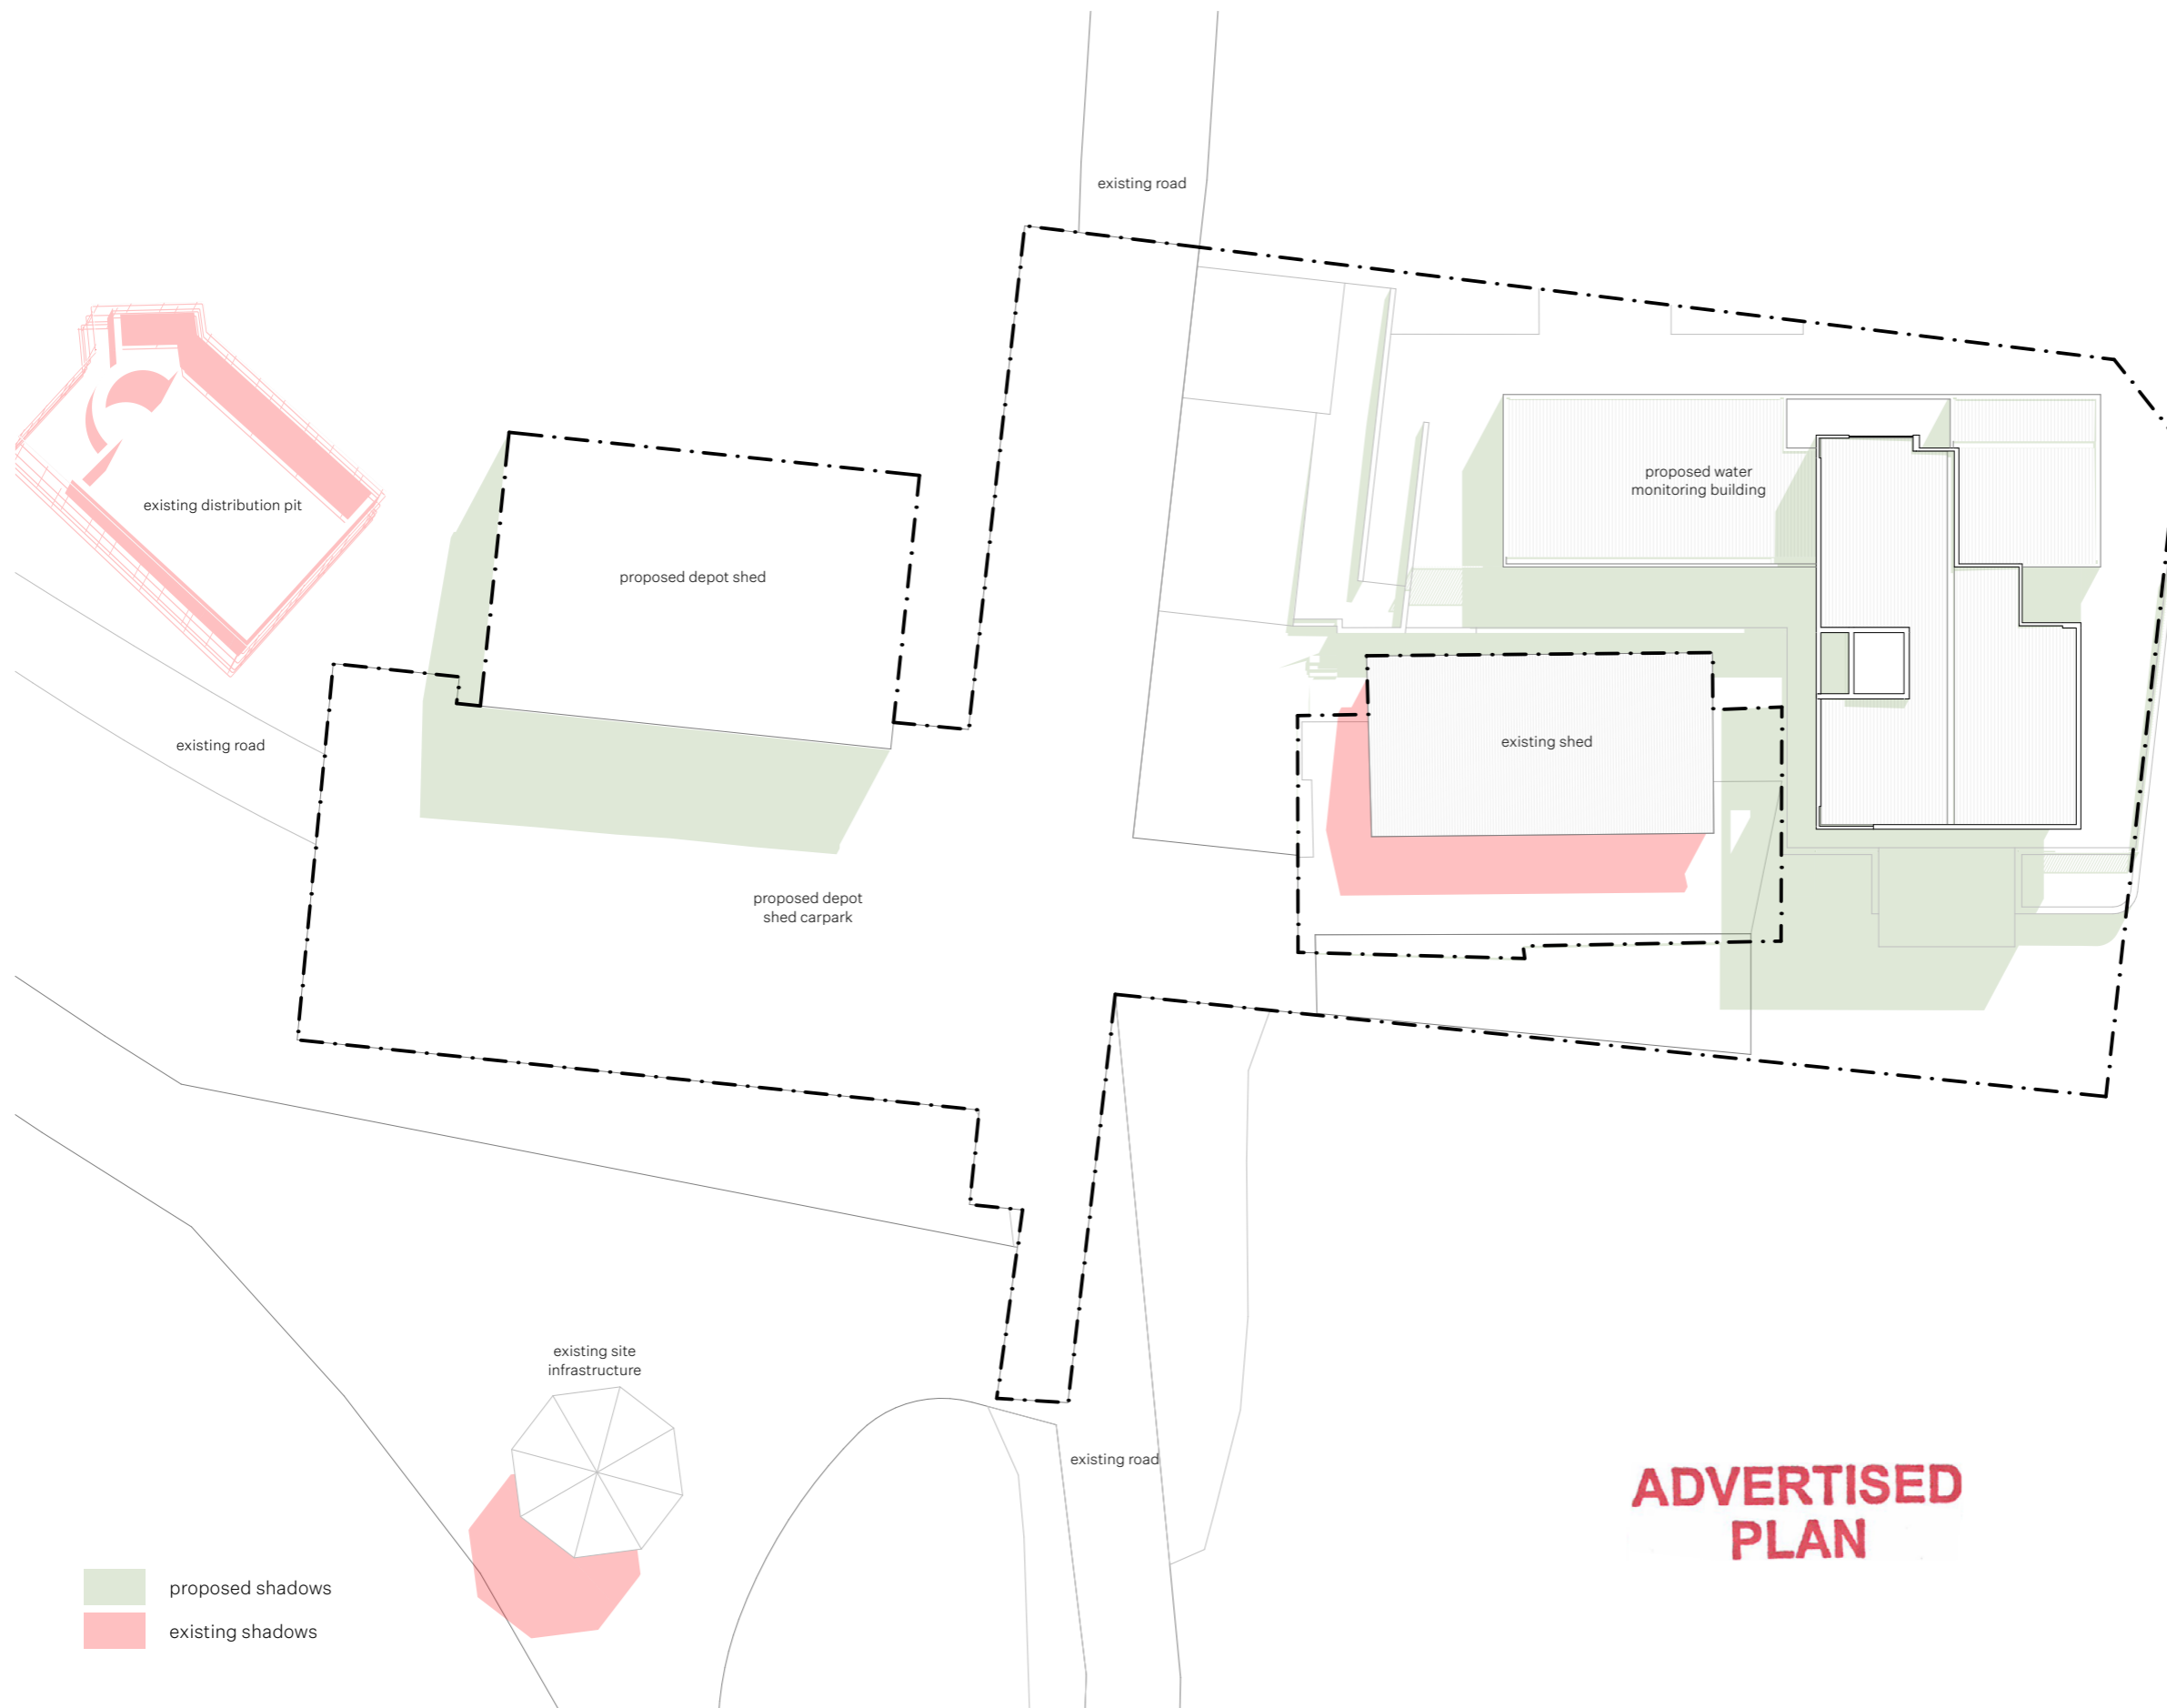 existing road
proposed water
monitoring building
existing distribution pit
proposed depot shed
existing road
existing shed
proposed depot
shed carpark
existing site
infrastructure
existing road
ADVERTISED
PLAN
proposed shadows
existing shadows